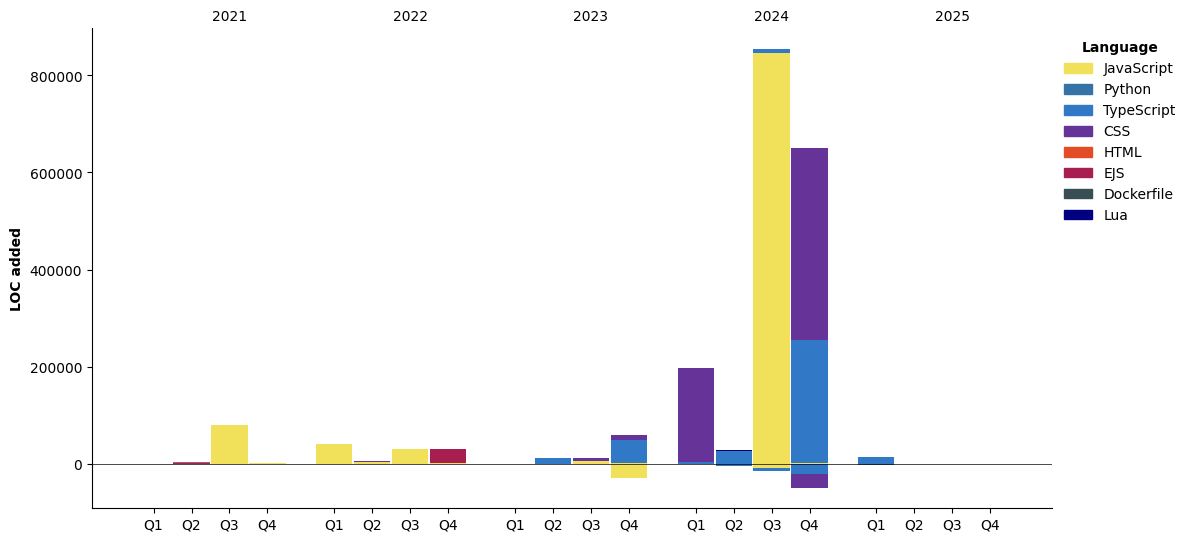 2021 2022 2023 2024 2025
Language
JavaScript
Python
TypeScript
CSS
HTML
EJS
Dockerfile
Lua
LOC added
800000
600000
400000
200000
0
Q1 Q2 Q3 Q4 Q1 Q2 Q3 Q4 Q1 Q2 Q3 Q4 Q1 Q2 Q3 Q4 Q1 Q2 Q3 Q4